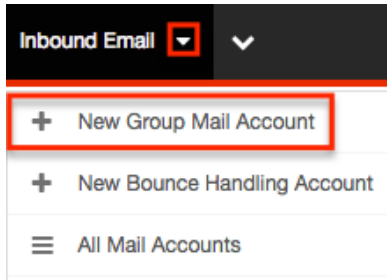 Inbound Email
New Group Mail Account
New Bounce Handling Account
All Mail Accounts